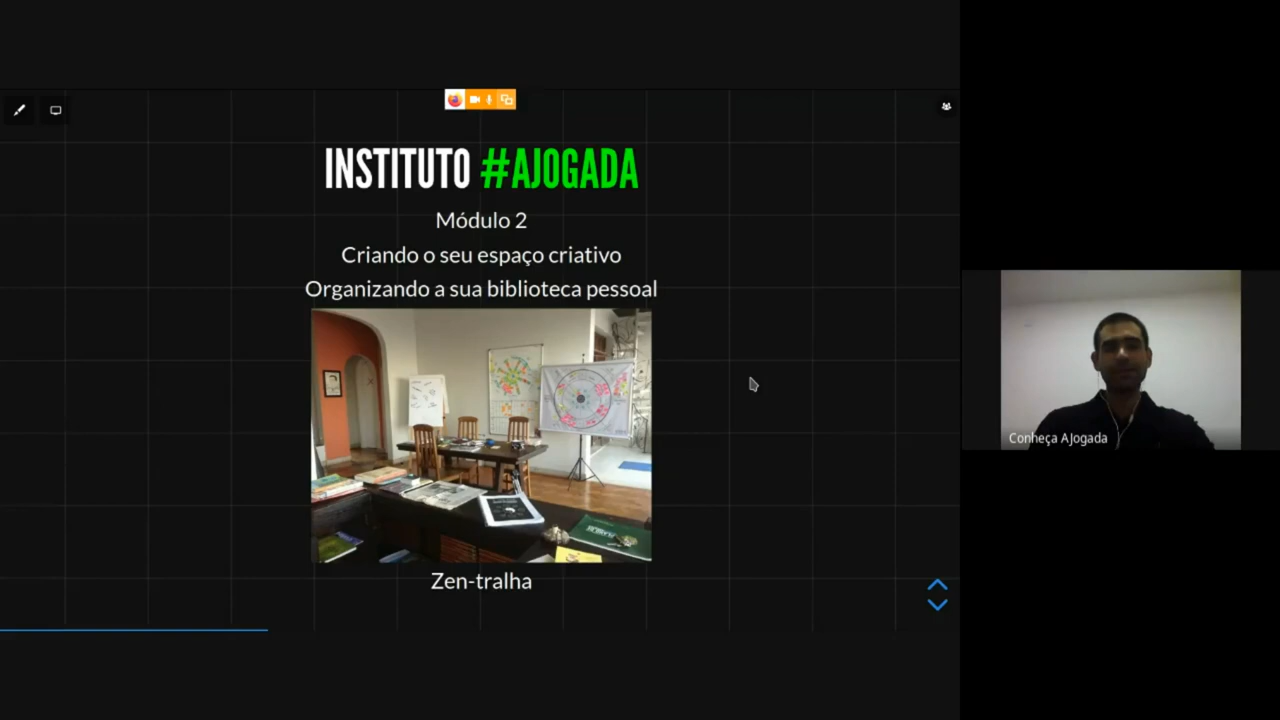 INSTITUTO #AJOGADA
Módulo 2
Criando o seu espaço criativo
Organizando a sua biblioteca pessoal
Zen-tralha
Conheça AJogada